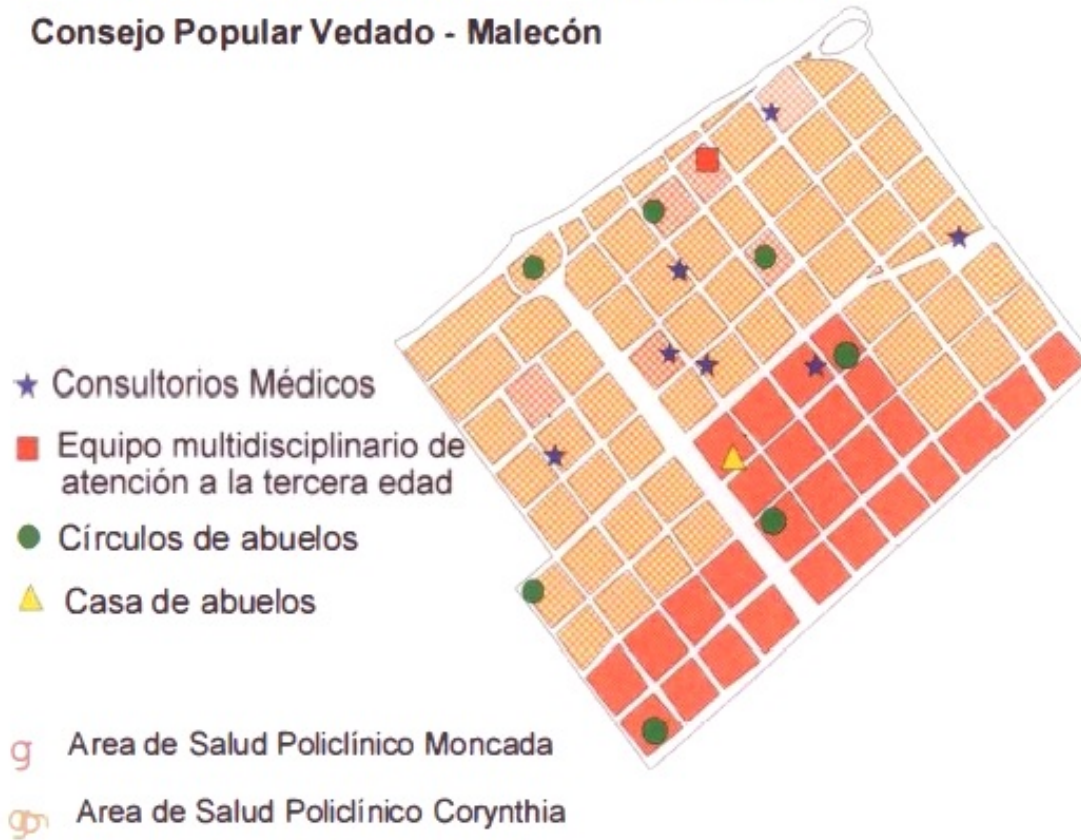 Consejo Popular Vedado - Malecón
Consultorios Médicos
Equipo multidisciplinario de
atención a la tercera edad
Círculos de abuelos
Casa de abuelos
Area de Salud Policlínico Moncada
Area de Salud Policlínico Corynthia